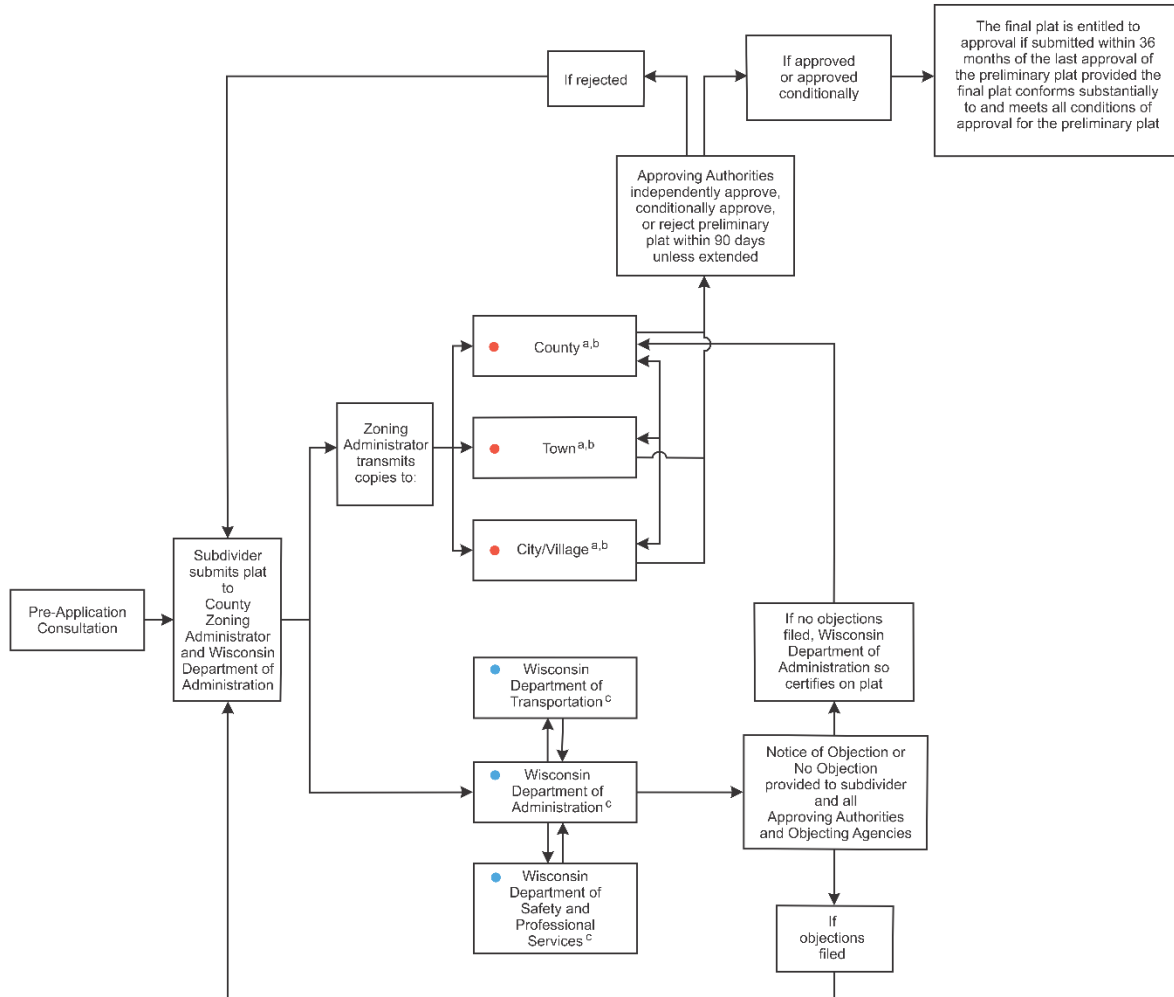 The final plat is entitled to
approval if submitted within 36
months of the last approval of
the preliminary plat provided the
final plat conforms substantially
to and meets all conditions of
approval for the preliminary plat
If approved
or approved
conditionally
If rejected
Approving Authorities
independently approve,
conditionally approve,
or reject preliminary
plat within 90 days
unless extended
County a,b
Zoning
Administrator
transmits
copies to:
Town a,b
City/Village a,b
Pre-Application
Consultation
Subdivider
submits plat
to
County
Zoning
Administrator
and Wisconsin
Department of
Administration
If no objections
filed, Wisconsin
Department of
Administration so
certifies on plat
Wisconsin
Department of
Transportation c
Wisconsin
Department of
Administration c
Notice of Objection or
No Objection
provided to subdivider
and all
Approving Authorities
and Objecting Agencies
Wisconsin
Department of
Safety and
Professional
Services c
If
objections
filed